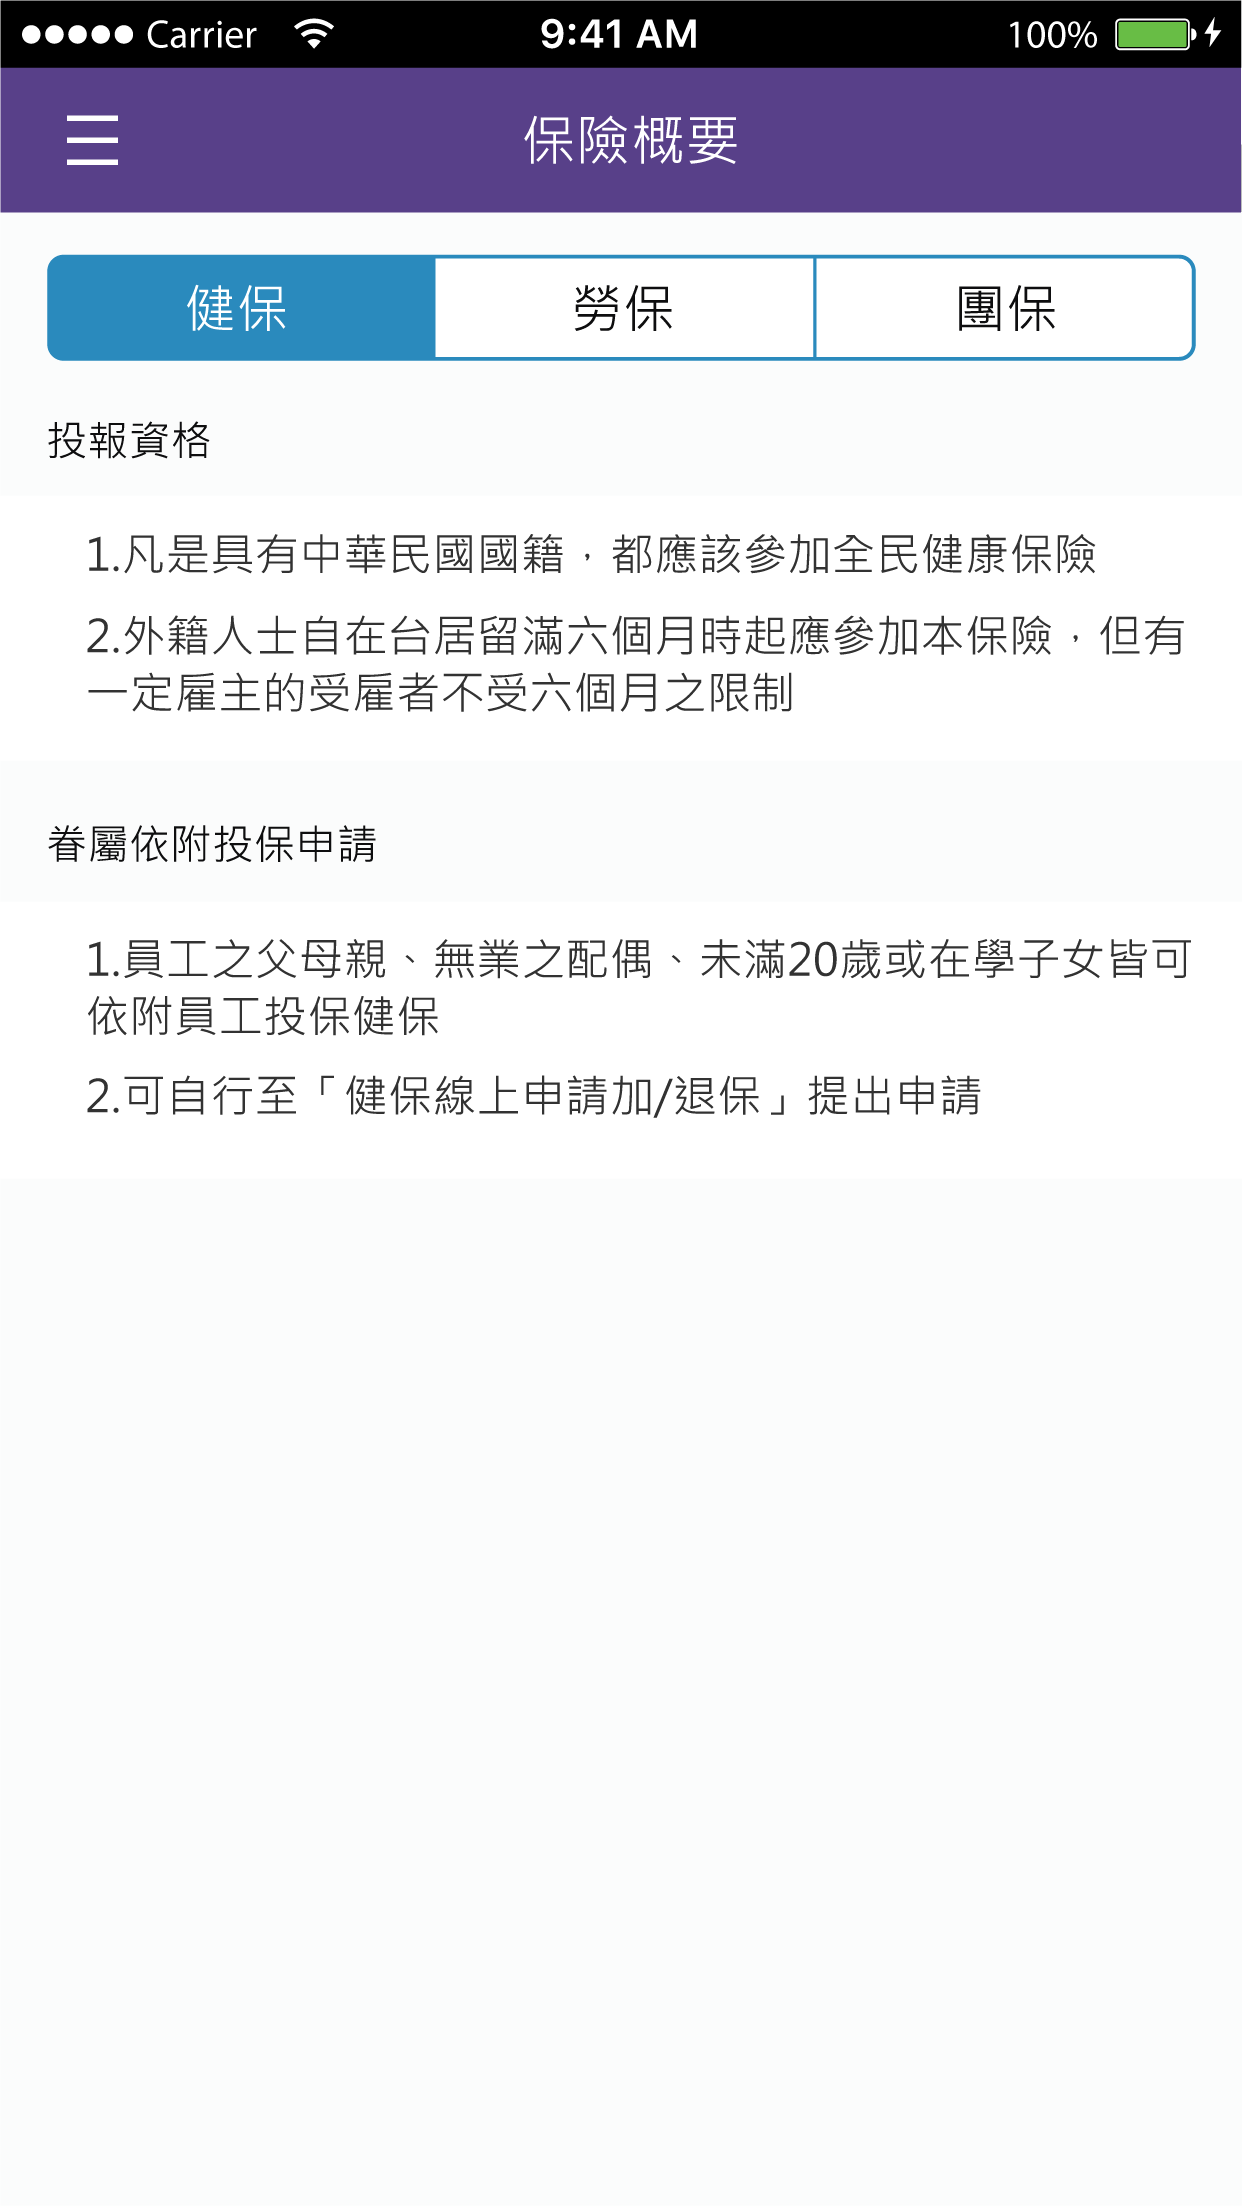 Carrier 9:41 AM 100%
保險概要
健保 勞保 團保
投報資格
1.凡是具有中華民國國籍，都應該參加全民健康保險
2.外籍人士自在台居留滿六個月時起應參加本保險，但有
一定雇主的受雇者不受六個月之限制
眷屬依附投保申請
1.員工之父母親、無業之配偶、未滿20歲或在學子女皆可
依附員工投保健保
2.可自行至「健保線上申請加/退保」提出申請